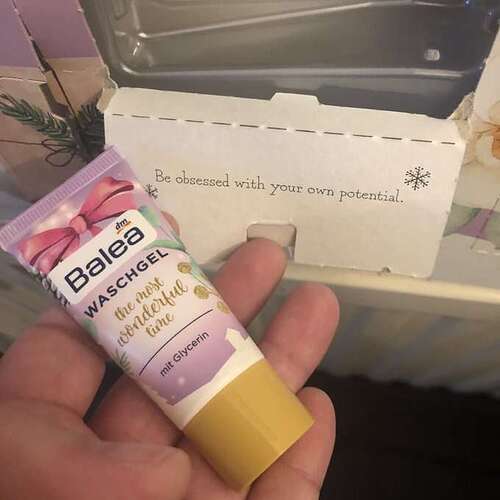 Be obsessed with your own potential.
dm
Balea
WASCHGEL
the most
wonderful
time
mit Glycerin